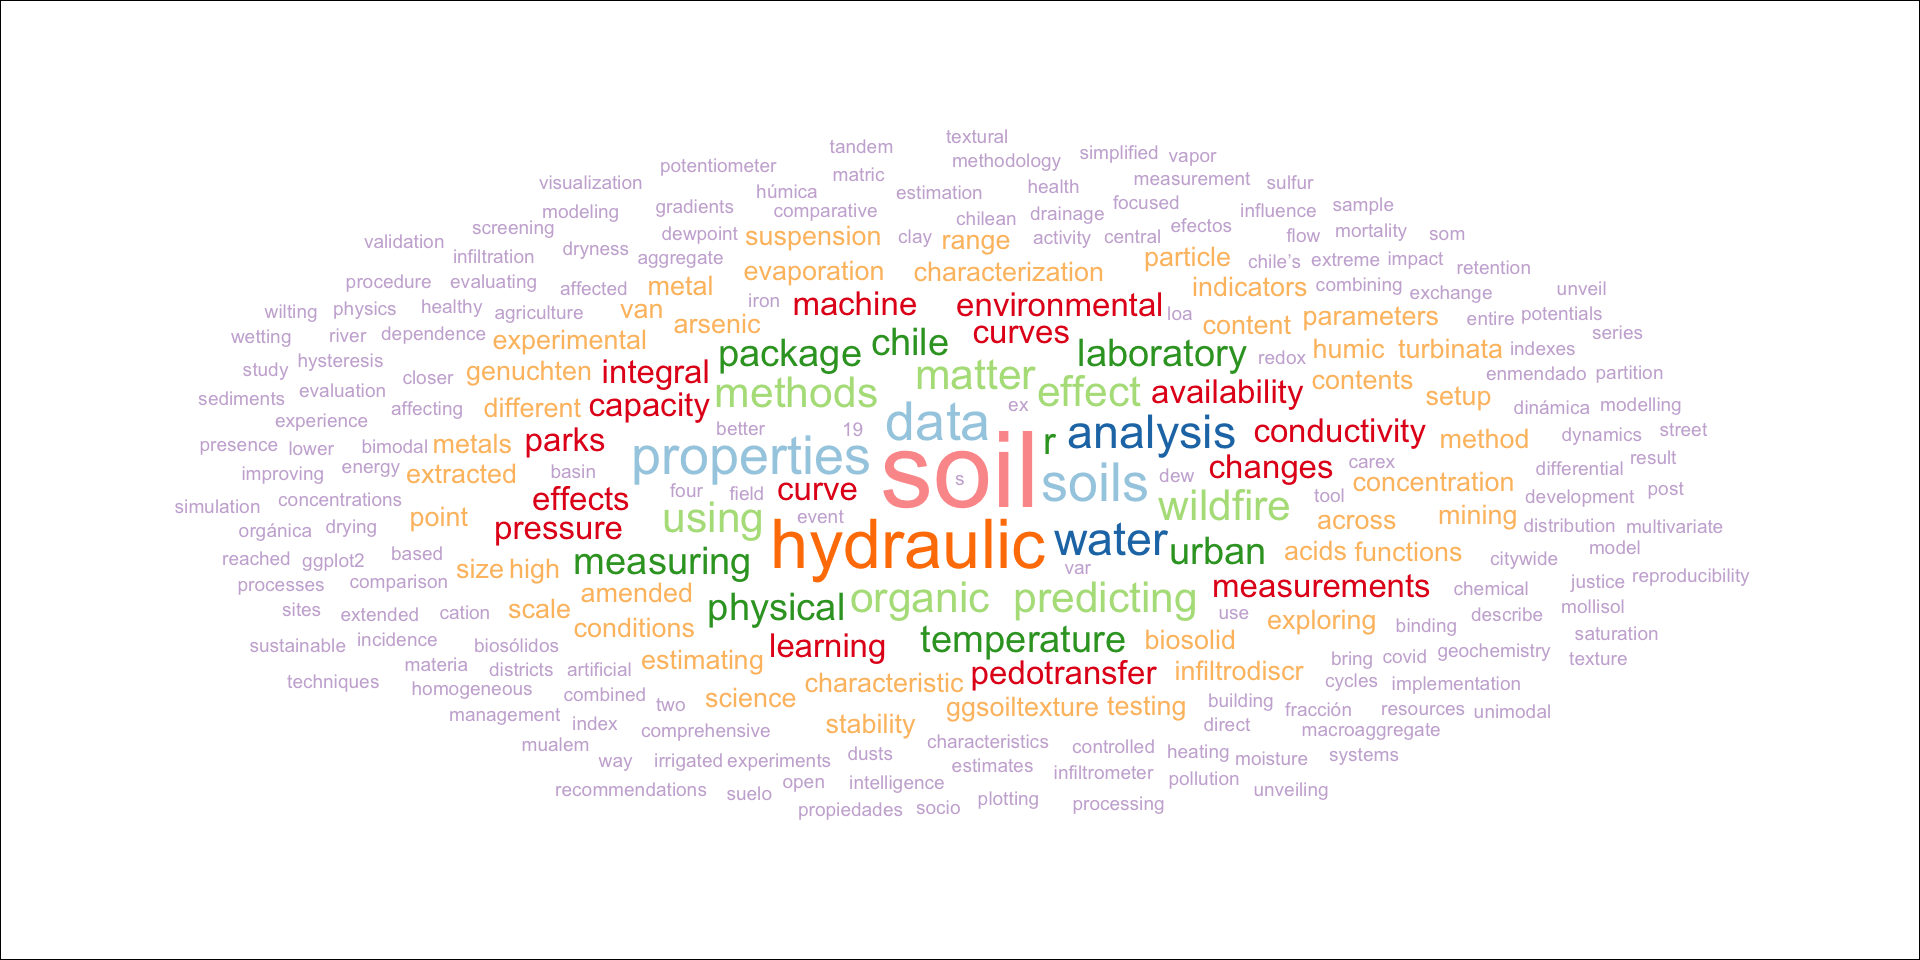 textural
tandem
simplified vapor
methodology
potentiometer
matric
measurement sulfur
visualization
húmica estimation health
focused
sample
modeling gradients comparative drainage influence
chilean
efectos
screening
mortality som
validation dewpoint suspension clay range activity central flow
dryness
infiltration aggregate particle chile’s extreme impact
retention
evaluating evaporation characterization
procedure affected metal indicators combining exchange unveil
wilting physics healthy agriculture van iron machine environmental loa parameters entire potentials
wetting river dependence experimental arsenic curves content series
package chile laboratory redox humic turbinata indexes
study hysteresis genuchten integral matter enmendado partition
closer
sediments evaluation methods effect availability contents setup
affecting different capacity ex dinámica modelling
experience data
better 19 r analysis conductivity method dynamics street
presence lower bimodal metals parks
properties soil changes carex differential result
improving energy extracted basin s soils dew concentration
simulation concentrations effects four field curve wildfire tool development post
point using event across mining distribution multivariate
orgánica drying pressure
reached ggplot2 based measuring hydraulic water urban acids functions citywide model
size high var reproducibility
processes comparison amended measurements chemical justice
sites extended cation scale physical organic predicting use exploring describe mollisol
conditions binding saturation
sustainable incidence biosólidos learning temperature biosolid
materia districts artificial estimating pedotransfer infiltrodiscr bring covid geochemistry texture
techniques homogeneous combined characteristic cycles implementation
two science ggsoiltexture testing building fracción resources unimodal
management index comprehensive stability direct macroaggregate
mualem characteristics controlled heating
way irrigated experiments dusts estimates infiltrometer moisture systems
recommendations suelo open intelligence pollution unveiling
propiedades socio plotting processing